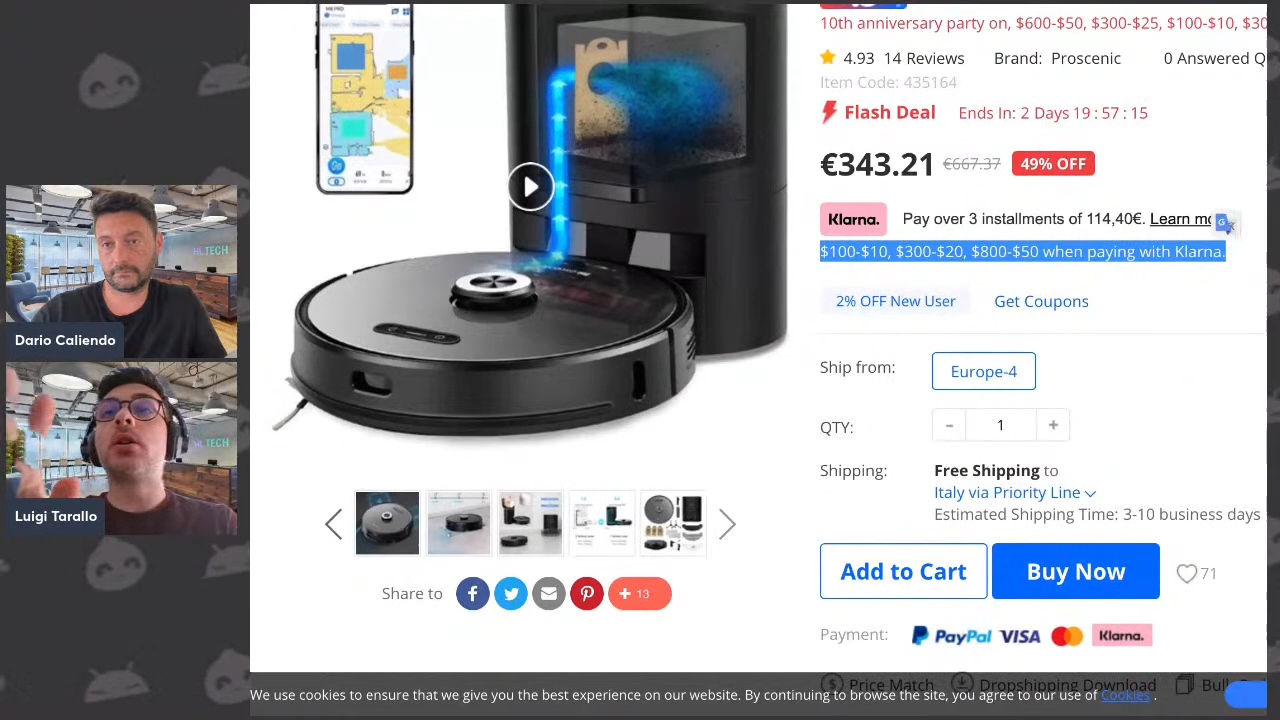 10th anniversary party on, $600-$50, $300-$25, $100-$10, $30
4.93 14 Reviews Brand: Proscenic 0 Answered Q
Item Code: 435164
Flash Deal Ends In: 2 Days 19 : 57 : 15
€343.21 €667.37 49% OFF
Klarna. Pay over 3 installments of 114,40€. Learn mo
$100-$10, $300-$20, $800-$50 when paying with Klarna.
2% OFF New User Get Coupons
Ship from: Europe-4
QTY: - 1 +
Shipping: Free Shipping to
Italy via Priority Line
Estimated Shipping Time: 3-10 business days
Add to Cart Buy Now 71
Share to + 13
Payment: PayPal VISA Klarna.
Price Match Dropshipping Download Bul
We use cookies to ensure that we give you the best experience on our website. By continuing to browse the site, you agree to our use of Cookies .
HLTECH
Dario Caliendo
HLTECH
Luigi Tarallo